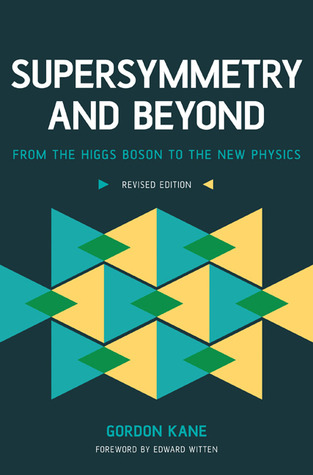 SUPERSYMMETRY
AND BEYOND
FROM THE HIGGS BOSON TO THE NEW PHYSICS
REVISED EDITION
GORDON KANE
FOREWORD BY EDWARD WITTEN